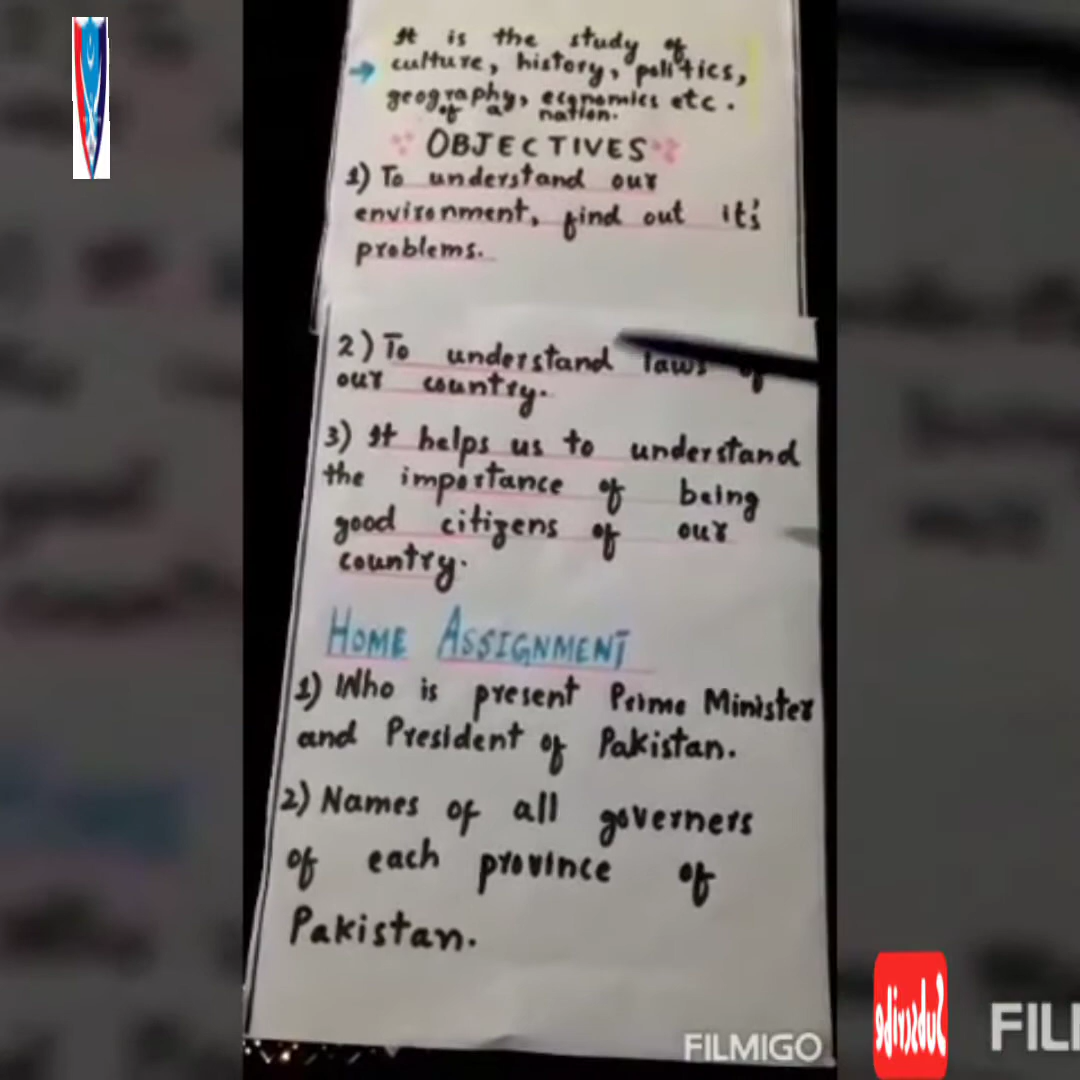 It is the study of
culture, history, politics,
geography, economics etc.
of a nation.
OBJECTIVES
1) To understand our
environment, find out it's
problems.
2) To understand laws of
our country.
3) It helps us to understand
the importance of being
good citizens of our
country.
HOME ASSIGNMENT
1) Who is present Prime Minister
and President of Pakistan.
2) Names of all governers
of each province of
Pakistan.
Subscribe
FILMIGO
FIL